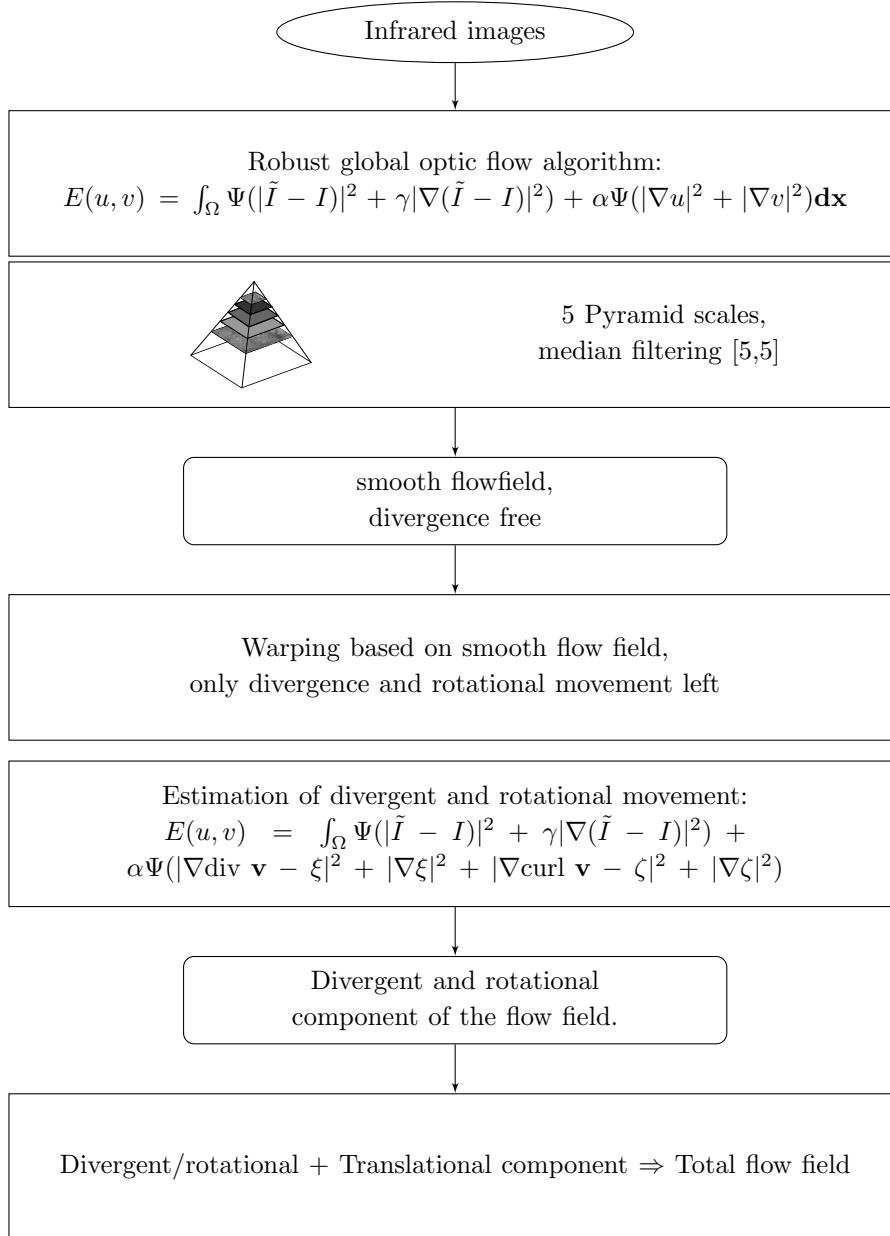 Infrared images
Robust global optic flow algorithm:
E(u, v) = ∫_Ω Ψ(|Ĩ − I)|² + γ|∇(Ĩ − I)|²) + αΨ(|∇u|² + |∇v|²)dx
5 Pyramid scales,
median filtering [5,5]
smooth flowfield,
divergence free
Warping based on smooth flow field,
only divergence and rotational movement left
Estimation of divergent and rotational movement:
E(u, v) = ∫_Ω Ψ(|Ĩ − I)|² + γ|∇(Ĩ − I)|²) +
αΨ(|∇div v − ξ|² + |∇ξ|² + |∇curl v − ζ|² + |∇ζ|²)
Divergent and rotational
component of the flow field.
Divergent/rotational + Translational component ⇒ Total flow field